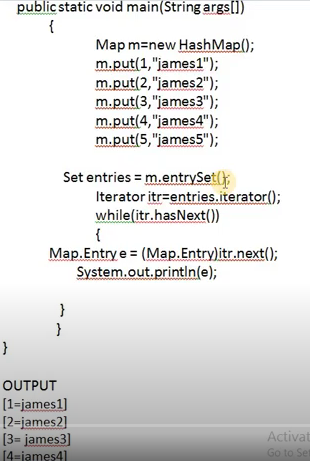 public static void main(String args[])
{
Map m=new HashMap();
m.put(1,"james1");
m.put(2,"james2");
m.put(3,"james3");
m.put(4,"james4");
m.put(5,"james5");
Set entries = m.entrySet();
Iterator itr=entries.iterator();
while(itr.hasNext())
{
Map.Entry e = (Map.Entry)itr.next();
System.out.println(e);
}
}
}
OUTPUT
[1=james1]
[2=james2]
[3= james3]
[4=james4]
Activat
Go to Set